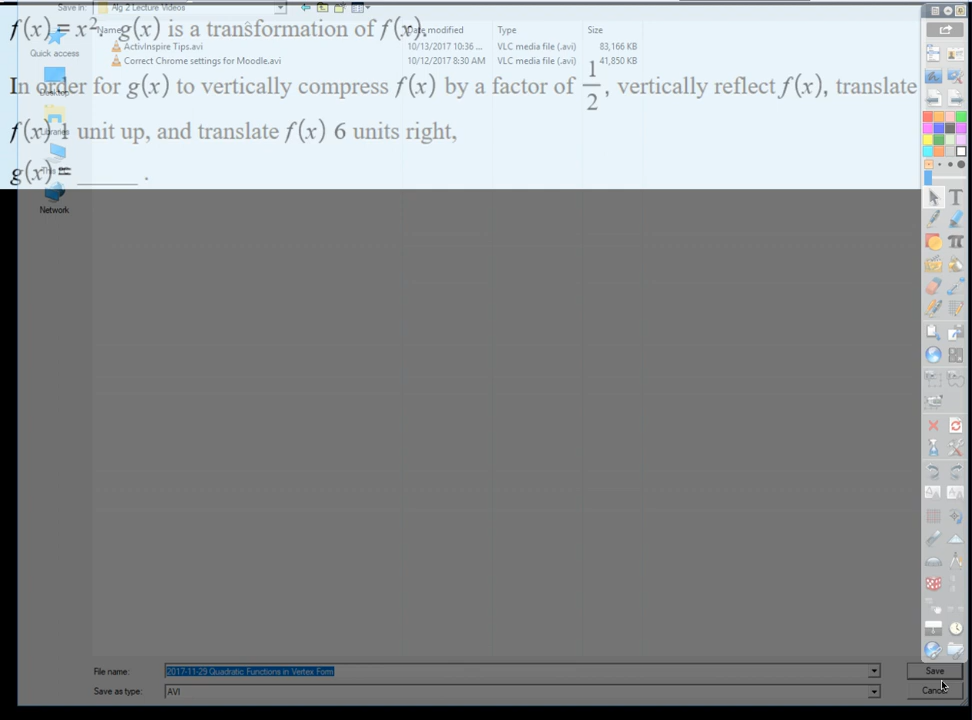 Save in: Alg 2 Lecture Videos
f(x) = x². g(x) is a transformation of f(x).
Name Date modified Type Size
Quick access
ActivInspire Tips.avi 10/13/2017 10:36 ... VLC media file (.avi) 83,166 KB
Correct Chrome settings for Moodle.avi 10/12/2017 8:30 AM VLC media file (.avi) 41,850 KB
In order for g(x) to vertically compress f(x) by a factor of 1/2, vertically reflect f(x), translate
Libraries
f(x) 1 unit up, and translate f(x) 6 units right,
g(x) = _____ .
Network
File name: 2017-11-29 Quadratic Functions in Vertex Form Save
Save as type: AVI Cancel